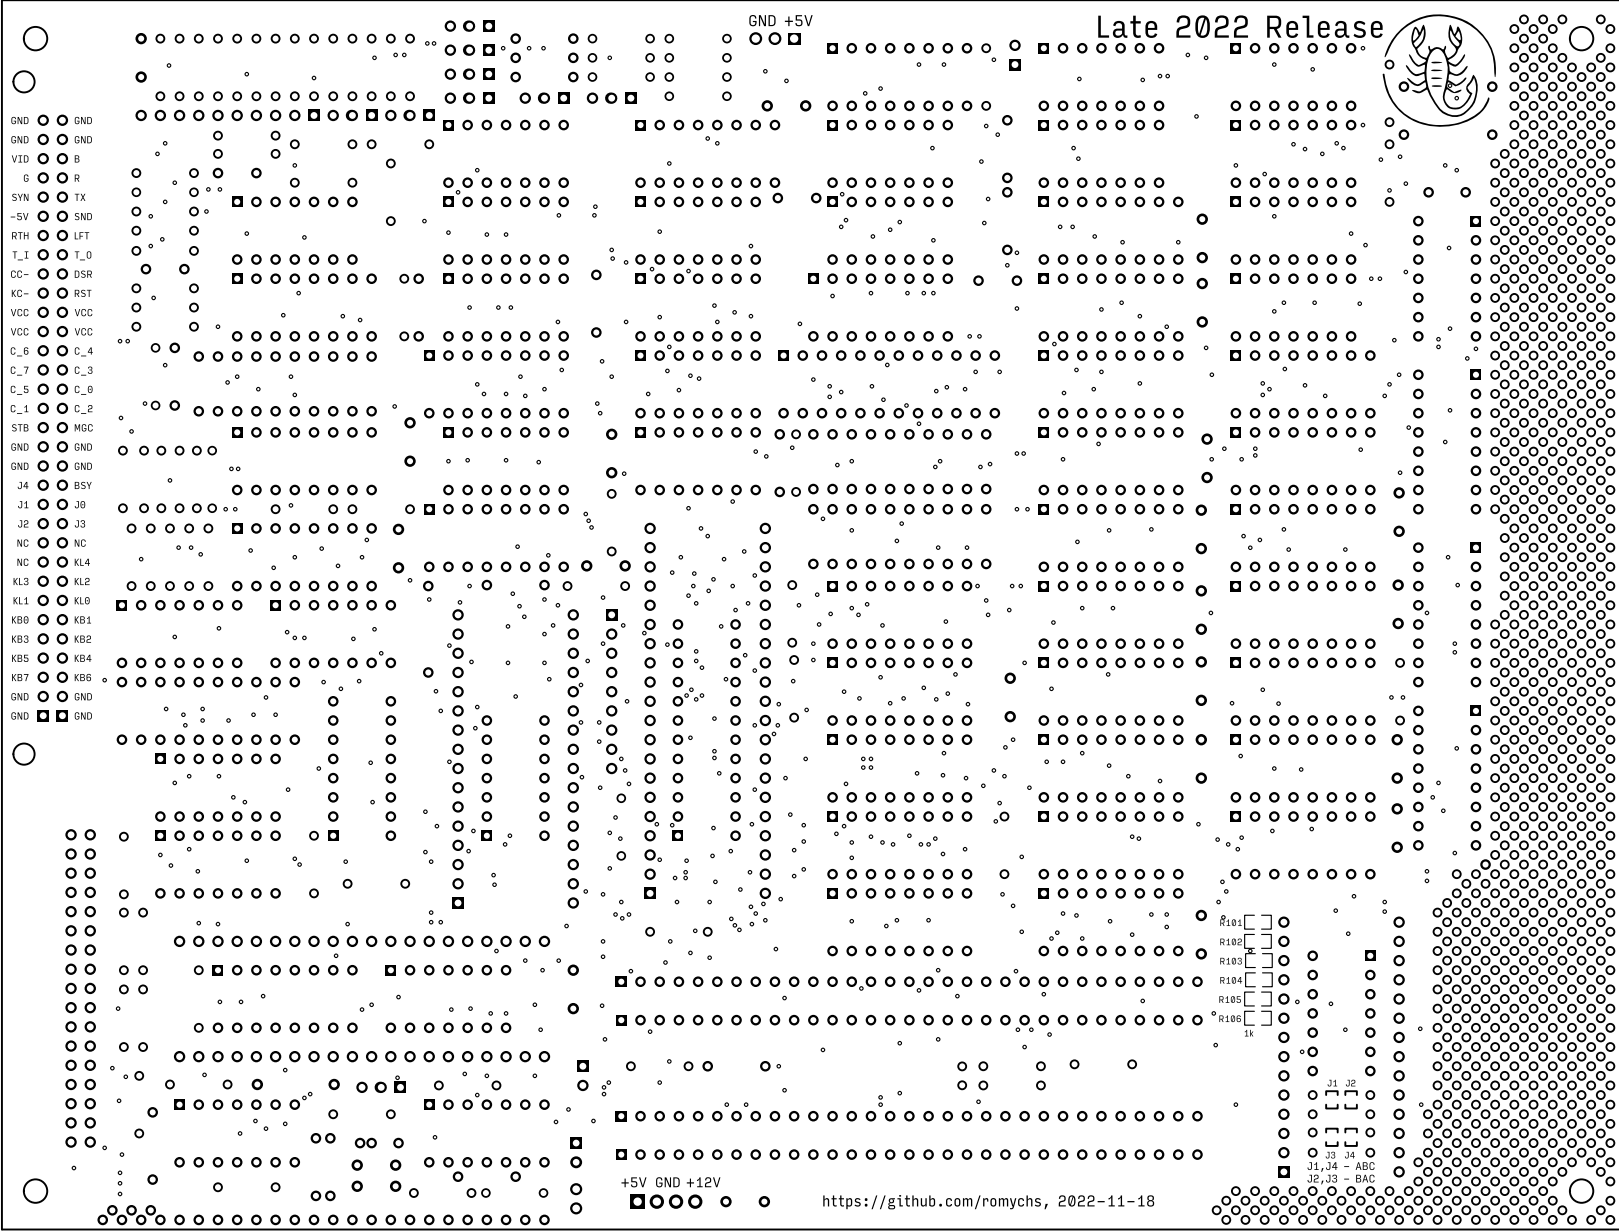 GND +5V
Late 2022 Release
GND GND
GND GND
VID B
G R
SYN TX
-5V SND
RTH LFT
T_I T_O
CC- DSR
KC- RST
VCC VCC
VCC VCC
C_6 C_4
C_7 C_3
C_5 C_0
C_1 C_2
STB MGC
GND GND
GND GND
J4 BSY
J1 J0
J2 J3
NC NC
NC KL4
KL3 KL2
KL1 KL0
KB0 KB1
KB3 KB2
KB5 KB4
KB7 KB6
GND GND
GND GND
R101
R102
R103
R104
R105
R106
1k
J1 J2
J3 J4
J1,J4 - ABC
J2,J3 - BAC
+5V GND +12V
https://github.com/romychs, 2022-11-18